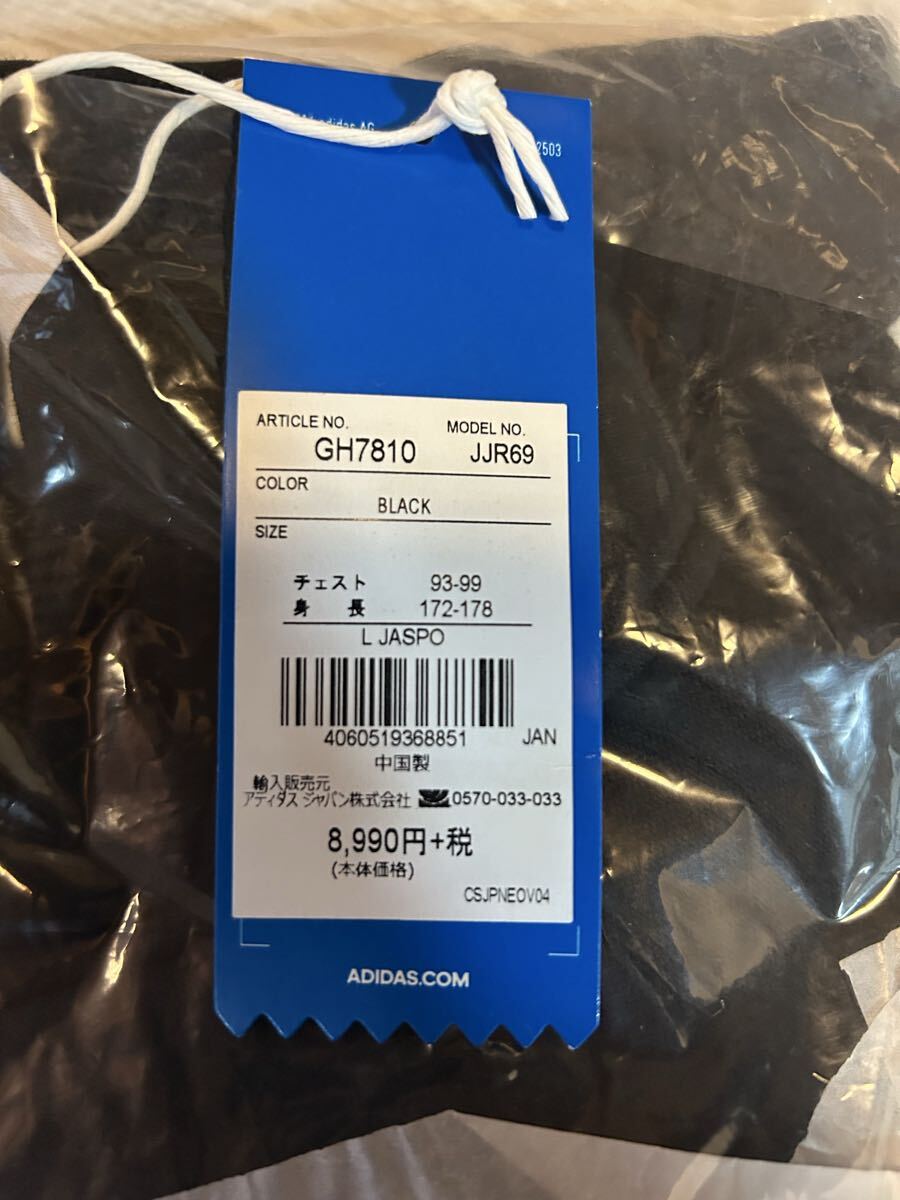 adidas AG
2503
ARTICLE NO. MODEL NO.
GH7810 JJR69
COLOR
BLACK
SIZE
チェスト 93-99
身 長 172-178
L JASPO
4060519368851 JAN
中国製
輸入販売元
アディダス ジャパン株式会社 0570-033-033
8,990円+税
(本体価格)
CSJPNEOV04
ADIDAS.COM